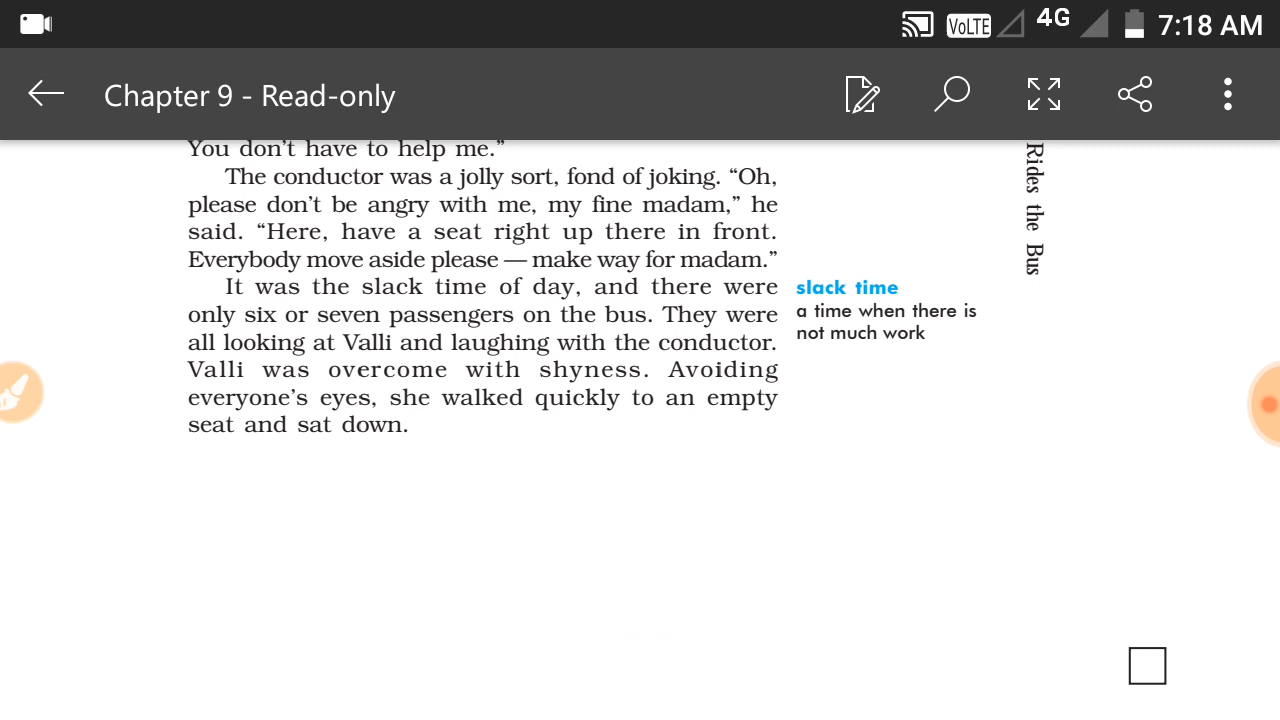 VoLTE 4G 7:18 AM
Chapter 9 - Read-only
You don’t have to help me.”
The conductor was a jolly sort, fond of joking. “Oh,
please don’t be angry with me, my fine madam,” he
said. “Here, have a seat right up there in front.
Everybody move aside please — make way for madam.”
It was the slack time of day, and there were
only six or seven passengers on the bus. They were
all looking at Valli and laughing with the conductor.
Valli was overcome with shyness. Avoiding
everyone’s eyes, she walked quickly to an empty
seat and sat down.
slack time
a time when there is
not much work
Rides the Bus